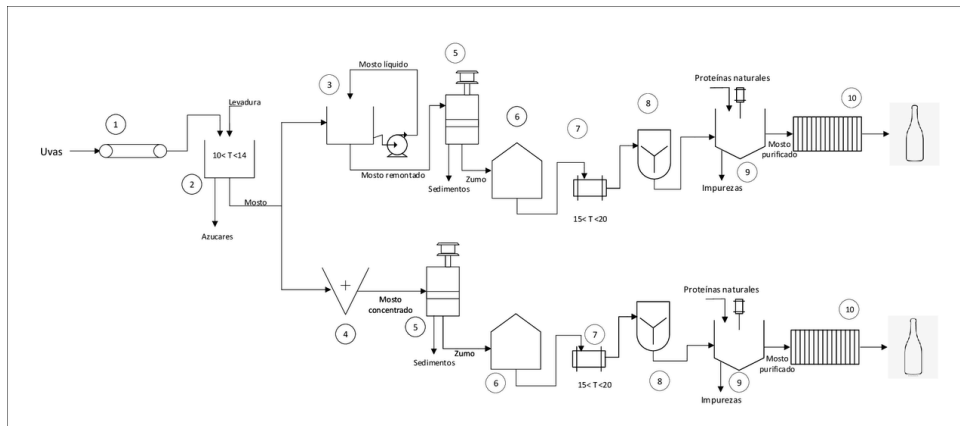 Uvas
1
Levadura
10< T <14
2
Azucares
Mosto
3
Mosto líquido
Mosto remontado
5
Sedimentos
Zumo
6
7
15< T <20
8
Proteínas naturales
9
Impurezas
Mosto
purificado
10
4
Mosto
concentrado
5
Sedimentos
Zumo
6
7
15< T <20
8
Proteínas naturales
9
Impurezas
Mosto
purificado
10